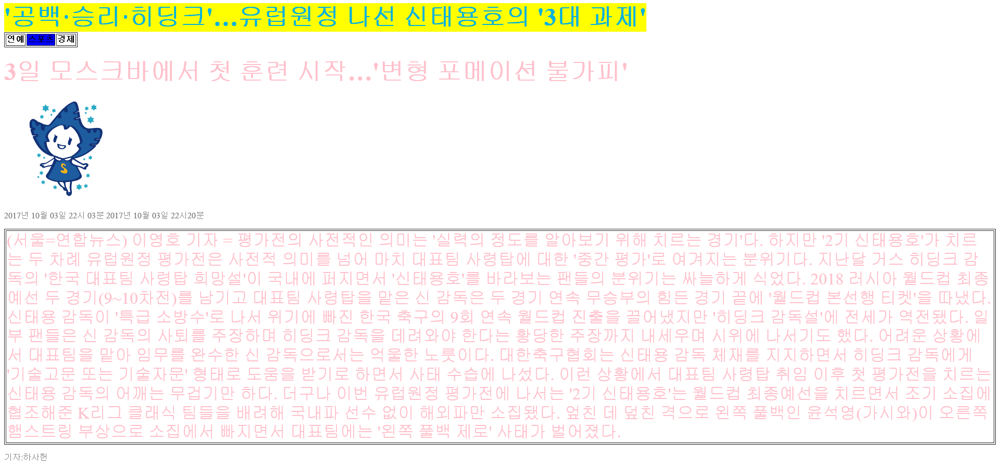 '공백·승리·히딩크'...유럽원정 나선 신태용호의 '3대 과제'
연예 스포츠 경제
3일 모스크바에서 첫 훈련 시작...'변형 포메이션 불가피'
2017년 10월 03일 22시 03분 2017년 10월 03일 22시20분
(서울=연합뉴스) 이영호 기자 = 평가전의 사전적인 의미는 '실력의 정도를 알아보기 위해 치르는 경기'다. 하지만 '2기 신태용호'가 치르
는 두 차례 유럽원정 평가전은 사전적 의미를 넘어 마치 대표팀 사령탑에 대한 '중간 평가'로 여겨지는 분위기다. 지난달 거스 히딩크 감
독의 '한국 대표팀 사령탑 희망설'이 국내에 퍼지면서 '신태용호'를 바라보는 팬들의 분위기는 싸늘하게 식었다. 2018 러시아 월드컵 최종
예선 두 경기(9~10차전)를 남기고 대표팀 사령탑을 맡은 신 감독은 두 경기 연속 무승부의 힘든 경기 끝에 '월드컵 본선행 티켓'을 따냈다.
신태용 감독이 '특급 소방수'로 나서 위기에 빠진 한국 축구의 9회 연속 월드컵 진출을 끌어냈지만 '히딩크 감독설'에 전세가 역전됐다. 일
부 팬들은 신 감독의 사퇴를 주장하며 히딩크 감독을 데려와야 한다는 황당한 주장까지 내세우며 시위에 나서기도 했다. 어려운 상황에
서 대표팀을 맡아 임무를 완수한 신 감독으로서는 억울한 노릇이다. 대한축구협회는 신태용 감독 체재를 지지하면서 히딩크 감독에게
'기술고문 또는 기술자문' 형태로 도움을 받기로 하면서 사태 수습에 나섰다. 이런 상황에서 대표팀 사령탑 취임 이후 첫 평가전을 치르는
신태용 감독의 어깨는 무겁기만 하다. 더구나 이번 유럽원정 평가전에 나서는 '2기 신태용호'는 월드컵 최종예선을 치르면서 조기 소집에
협조해준 K리그 클래식 팀들을 배려해 국내파 선수 없이 해외파만 소집됐다. 엎친 데 덮친 격으로 왼쪽 풀백인 윤석영(가시와)이 오른쪽
햄스트링 부상으로 소집에서 빠지면서 대표팀에는 '왼쪽 풀백 제로' 사태가 벌어졌다.
기자:하사헌